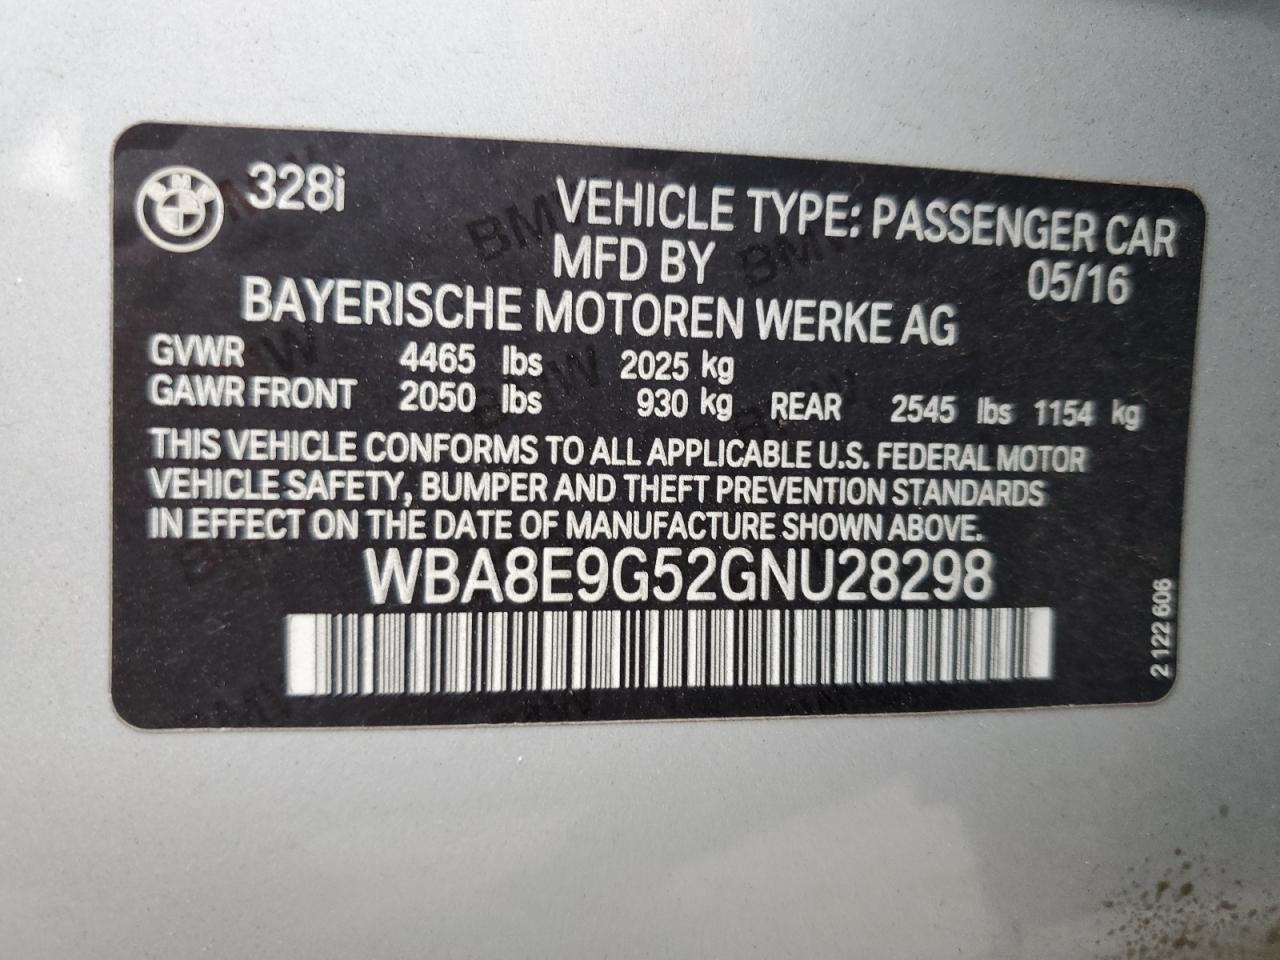 BMW 328i
VEHICLE TYPE: PASSENGER CAR
MFD BY 05/16
BAYERISCHE MOTOREN WERKE AG
GVWR 4465 lbs 2025 kg
GAWR FRONT 2050 lbs 930 kg REAR 2545 lbs 1154 kg
THIS VEHICLE CONFORMS TO ALL APPLICABLE U.S. FEDERAL MOTOR
VEHICLE SAFETY, BUMPER AND THEFT PREVENTION STANDARDS
IN EFFECT ON THE DATE OF MANUFACTURE SHOWN ABOVE.
WBA8E9G52GNU28298
2 122 606